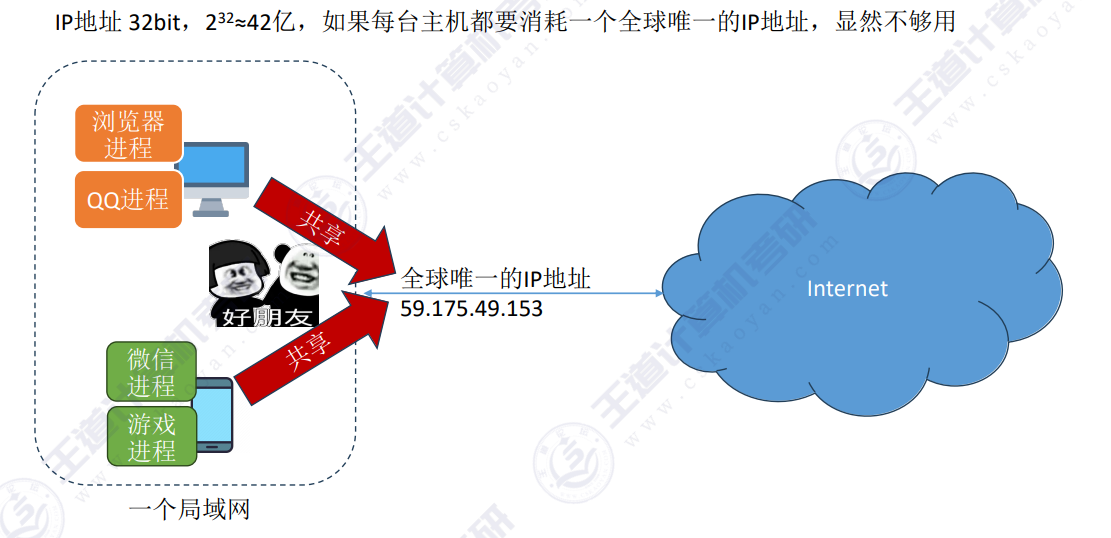 IP地址 32bit，2³²≈42亿，如果每台主机都要消耗一个全球唯一的IP地址，显然不够用
浏览器
进程
QQ进程
共享
好朋友
全球唯一的IP地址
59.175.49.153
Internet
共享
微信
进程
游戏
进程
一个局域网
王道计算机考研
www.cskaoyan.com